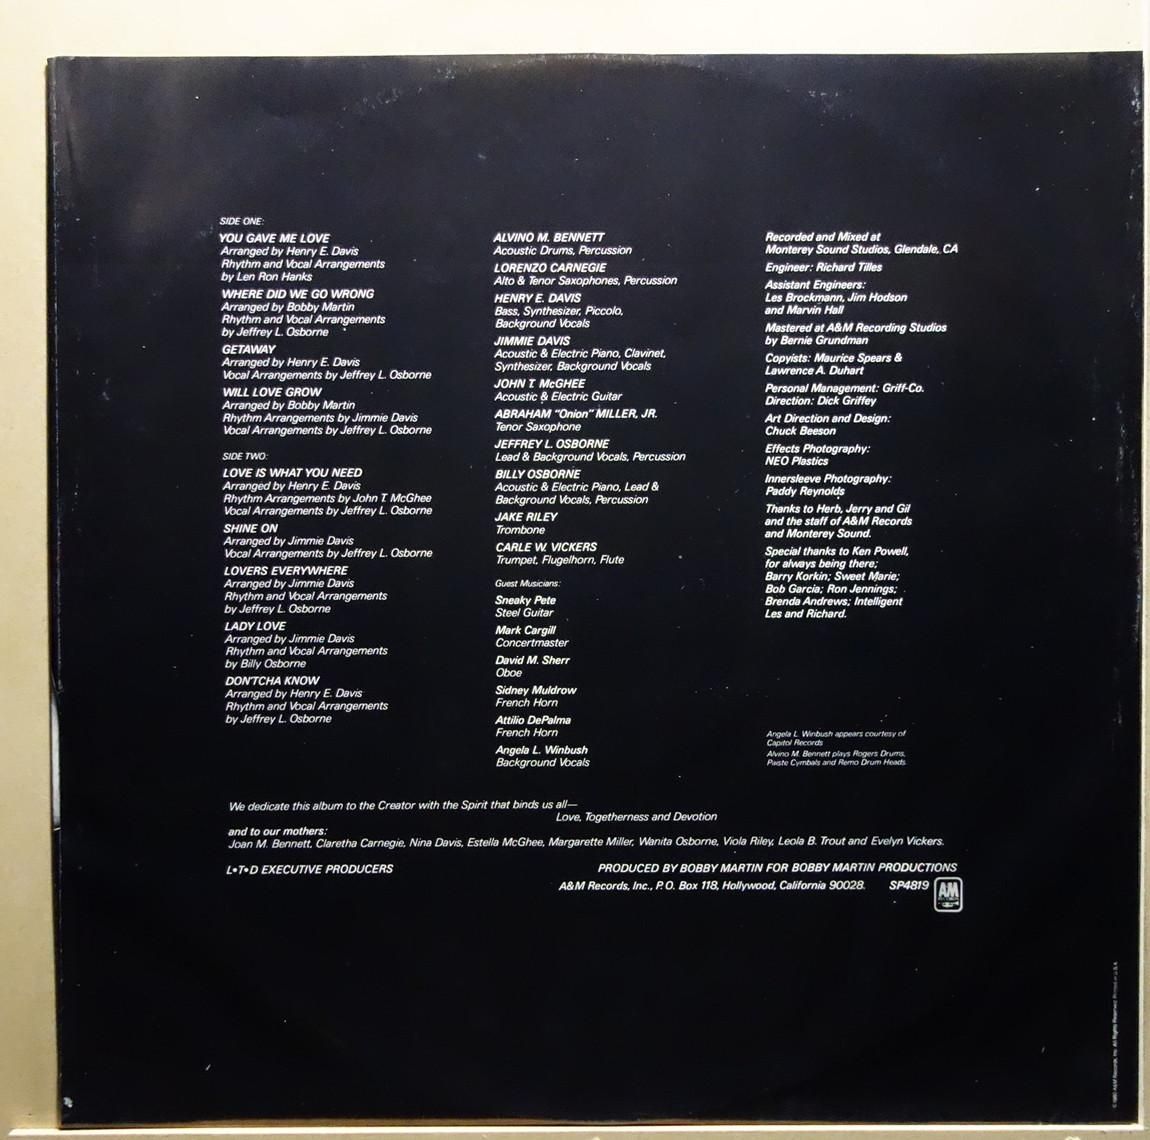 SIDE ONE:
YOU GAVE ME LOVE
Arranged by Henry E. Davis
Rhythm and Vocal Arrangements
by Len Ron Hanks
WHERE DID WE GO WRONG
Arranged by Bobby Martin
Rhythm and Vocal Arrangements
by Jeffrey L. Osborne
GETAWAY
Arranged by Henry E. Davis
Vocal Arrangements by Jeffrey L. Osborne
WILL LOVE GROW
Arranged by Bobby Martin
Rhythm Arrangements by Jimmie Davis
Vocal Arrangements by Jeffrey L. Osborne
SIDE TWO:
LOVE IS WHAT YOU NEED
Arranged by Henry E. Davis
Rhythm Arrangements by John T. McGhee
Vocal Arrangements by Jeffrey L. Osborne
SHINE ON
Arranged by Jimmie Davis
Vocal Arrangements by Jeffrey L. Osborne
LOVERS EVERYWHERE
Arranged by Jimmie Davis
Rhythm and Vocal Arrangements
by Jeffrey L. Osborne
LADY LOVE
Arranged by Jimmie Davis
Rhythm and Vocal Arrangements
by Billy Osborne
DON'TCHA KNOW
Arranged by Henry E. Davis
Rhythm and Vocal Arrangements
by Jeffrey L. Osborne
ALVINO M. BENNETT
Acoustic Drums, Percussion
LORENZO CARNEGIE
Alto & Tenor Saxophones, Percussion
HENRY E. DAVIS
Bass, Synthesizer, Piccolo,
Background Vocals
JIMMIE DAVIS
Acoustic & Electric Piano, Clavinet,
Synthesizer, Background Vocals
JOHN T. McGHEE
Acoustic & Electric Guitar
ABRAHAM "Onion" MILLER, JR.
Tenor Saxophone
JEFFREY L. OSBORNE
Lead & Background Vocals, Percussion
BILLY OSBORNE
Acoustic & Electric Piano, Lead &
Background Vocals, Percussion
JAKE RILEY
Trombone
CARLE W. VICKERS
Trumpet, Flugelhorn, Flute
Guest Musicians:
Sneaky Pete
Steel Guitar
Mark Cargill
Concertmaster
David M. Sherr
Oboe
Sidney Muldrow
French Horn
Attilio DePalma
French Horn
Angela L. Winbush
Background Vocals
Recorded and Mixed at
Monterey Sound Studios, Glendale, CA
Engineer: Richard Tilles
Assistant Engineers:
Les Brockmann, Jim Hodson
and Marvin Hall
Mastered at A&M Recording Studios
by Bernie Grundman
Copyists: Maurice Spears &
Lawrence A. Duhart
Personal Management: Griff-Co.
Direction: Dick Griffey
Art Direction and Design:
Chuck Beeson
Effects Photography:
NEO Plastics
Innersleeve Photography:
Paddy Reynolds
Thanks to Herb, Jerry and Gil
and the staff of A&M Records
and Monterey Sound.
Special thanks to Ken Powell,
for always being there;
Barry Korkin; Sweet Marie;
Bob Garcia; Ron Jennings;
Brenda Andrews; Intelligent
Les and Richard.
Angela L. Winbush appears courtesy of
Capitol Records
Alvino M. Bennett plays Rogers Drums,
Paiste Cymbals and Remo Drum Heads.
We dedicate this album to the Creator with the Spirit that binds us all—
Love, Togetherness and Devotion
and to our mothers:
Joan M. Bennett, Claretha Carnegie, Nina Davis, Estella McGhee, Margarette Miller, Wanita Osborne, Viola Riley, Leola B. Trout and Evelyn Vickers.
L•T•D EXECUTIVE PRODUCERS
PRODUCED BY BOBBY MARTIN FOR BOBBY MARTIN PRODUCTIONS
A&M Records, Inc., P.O. Box 118, Hollywood, California 90028.
SP4819
AM
© 1980 A&M Records, Inc. All Rights Reserved. Printed in U.S.A.